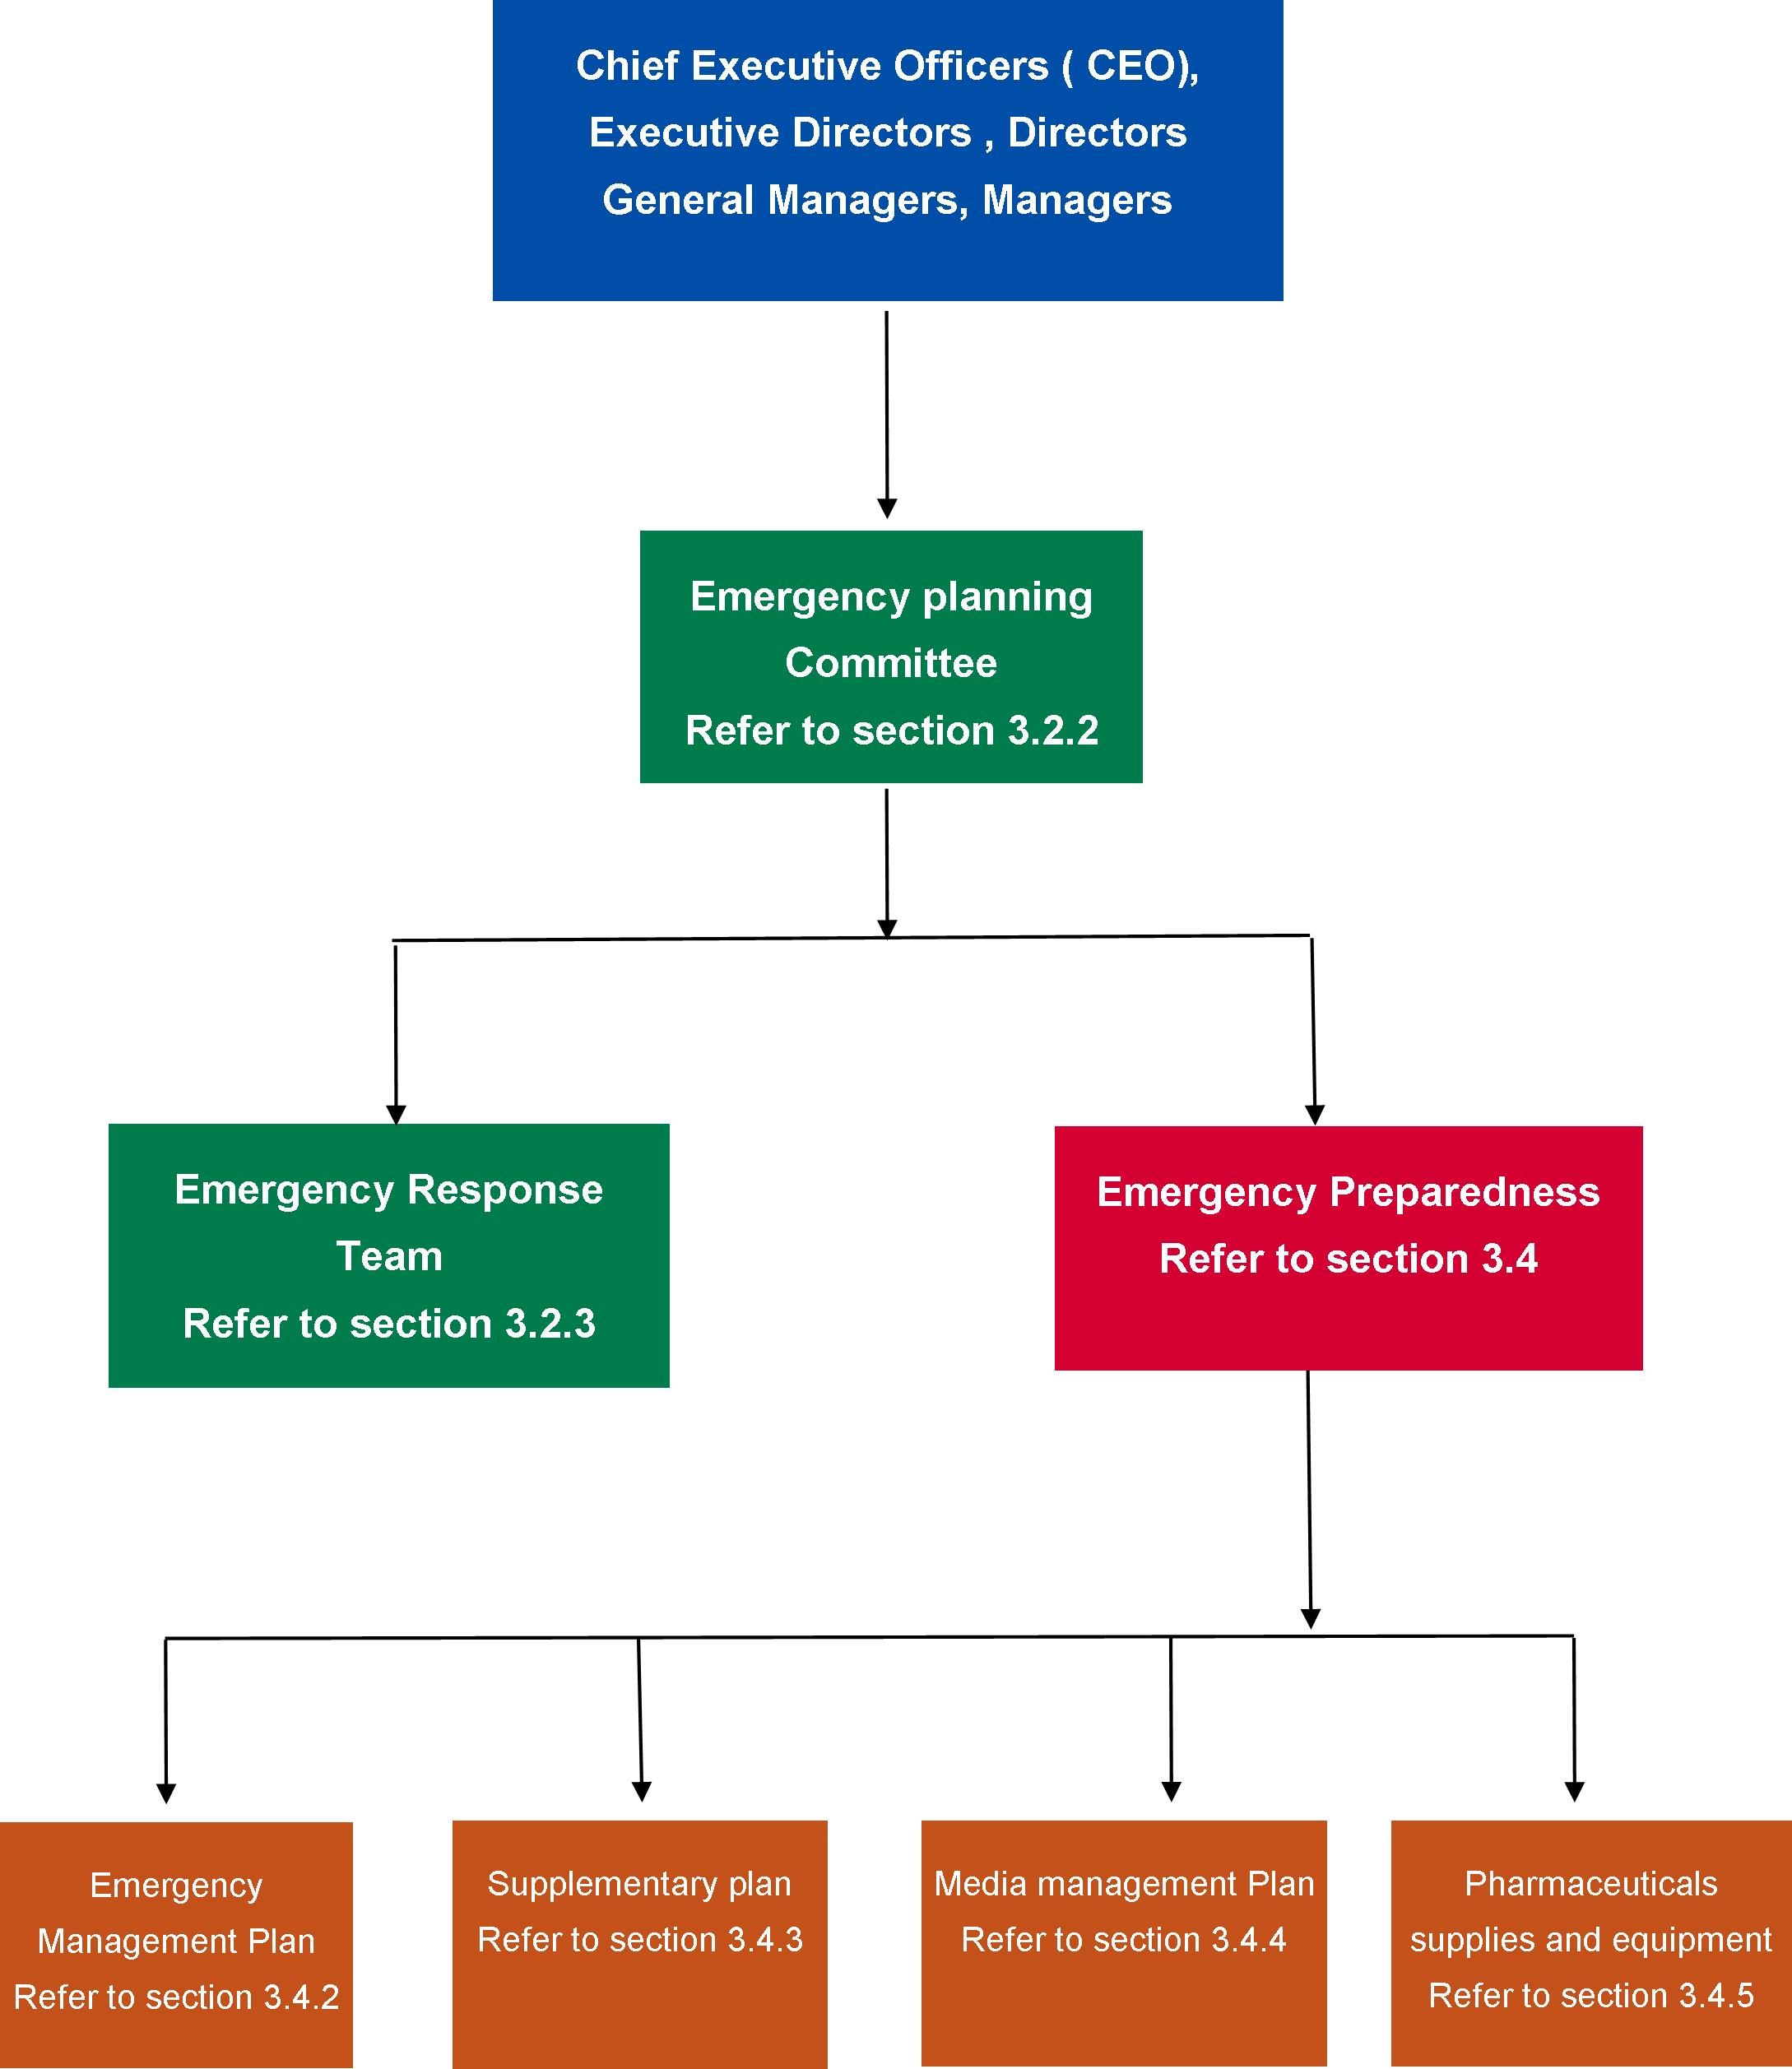 Chief Executive Officers ( CEO),
Executive Directors , Directors
General Managers, Managers
Emergency planning
Committee
Refer to section 3.2.2
Emergency Response
Team
Refer to section 3.2.3
Emergency Preparedness
Refer to section 3.4
Emergency
Management Plan
Refer to section 3.4.2
Supplementary plan
Refer to section 3.4.3
Media management Plan
Refer to section 3.4.4
Pharmaceuticals
supplies and equipment
Refer to section 3.4.5